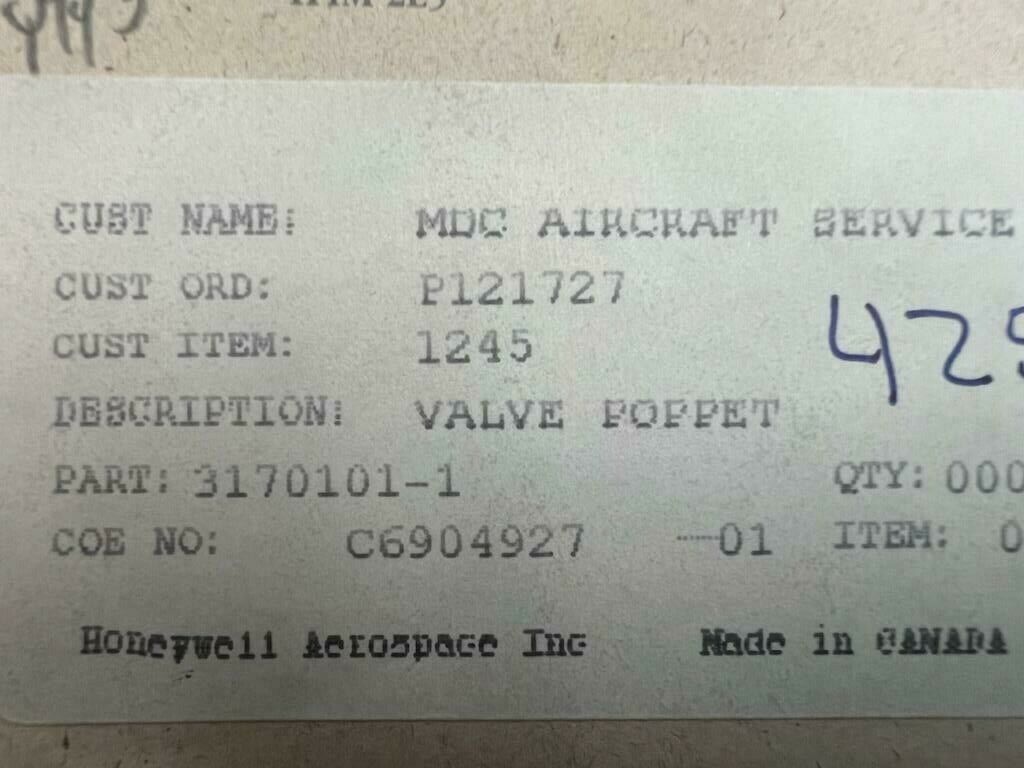 CUST NAME: MDC AIRCRAFT SERVICE
CUST ORD: P121727
CUST ITEM: 1245
DESCRIPTION: VALVE POPPET
PART: 3170101-1 QTY: 000
COE NO: C6904927 -01 ITEM: 0
Honeywell Aerospace Inc Made in CANADA